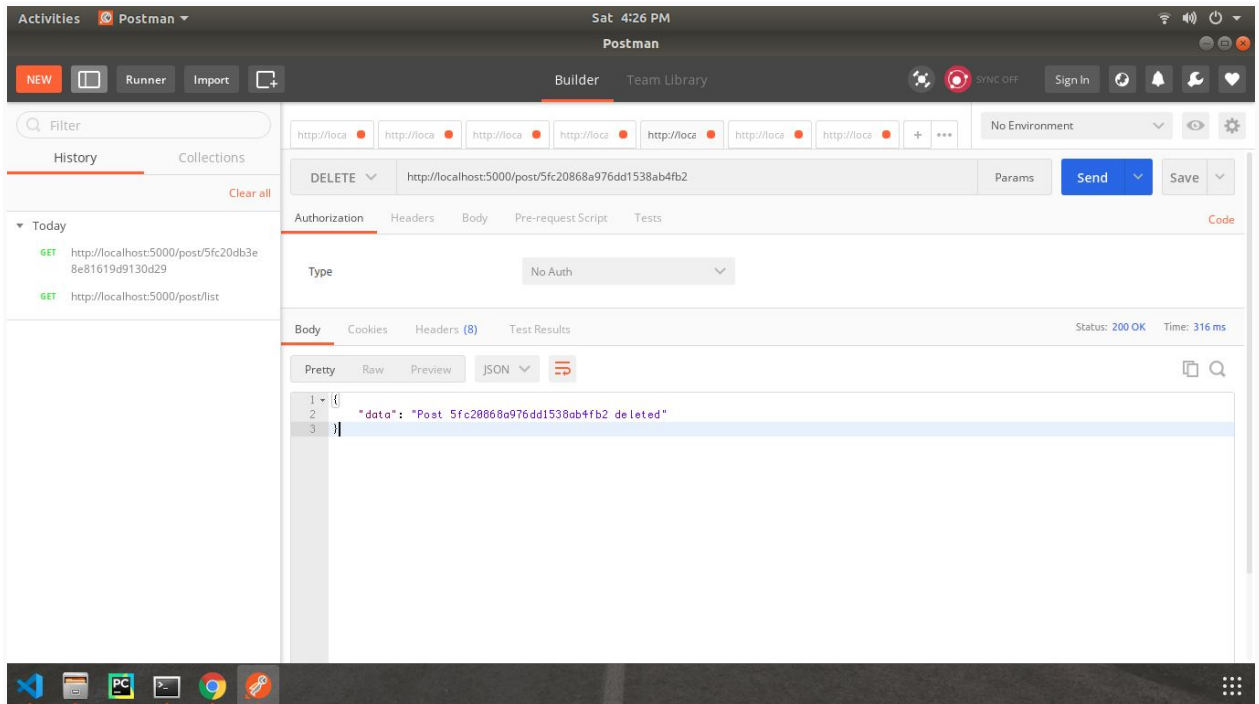 Activities Postman Sat 4:26 PM
Postman
NEW Runner Import Builder Team Library SYNC OFF Sign In
Filter
History Collections
Clear all
Today
GET http://localhost:5000/post/5fc20db3e
8e81619d9130d29
GET http://localhost:5000/post/list
http://loca http://loca http://loca http://loca http://loca http://loca http://loca + ••• No Environment
DELETE http://localhost:5000/post/5fc20868a976dd1538ab4fb2 Params Send Save
Authorization Headers Body Pre-request Script Tests Code
Type No Auth
Body Cookies Headers (8) Test Results Status: 200 OK Time: 316 ms
Pretty Raw Preview JSON
1 {
2 "data": "Post 5fc20868a976dd1538ab4fb2 deleted"
3 }
PC